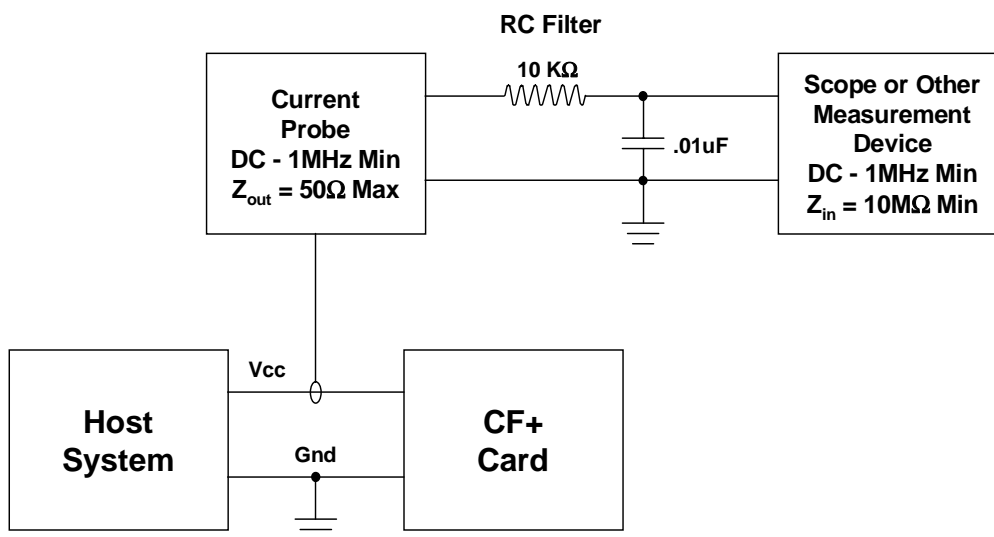 RC Filter
10 KΩ
Current
Probe
DC - 1MHz Min
Zout = 50Ω Max
.01uF
Scope or Other
Measurement
Device
DC - 1MHz Min
Zin = 10MΩ Min
Vcc
Host
System
Gnd
CF+
Card